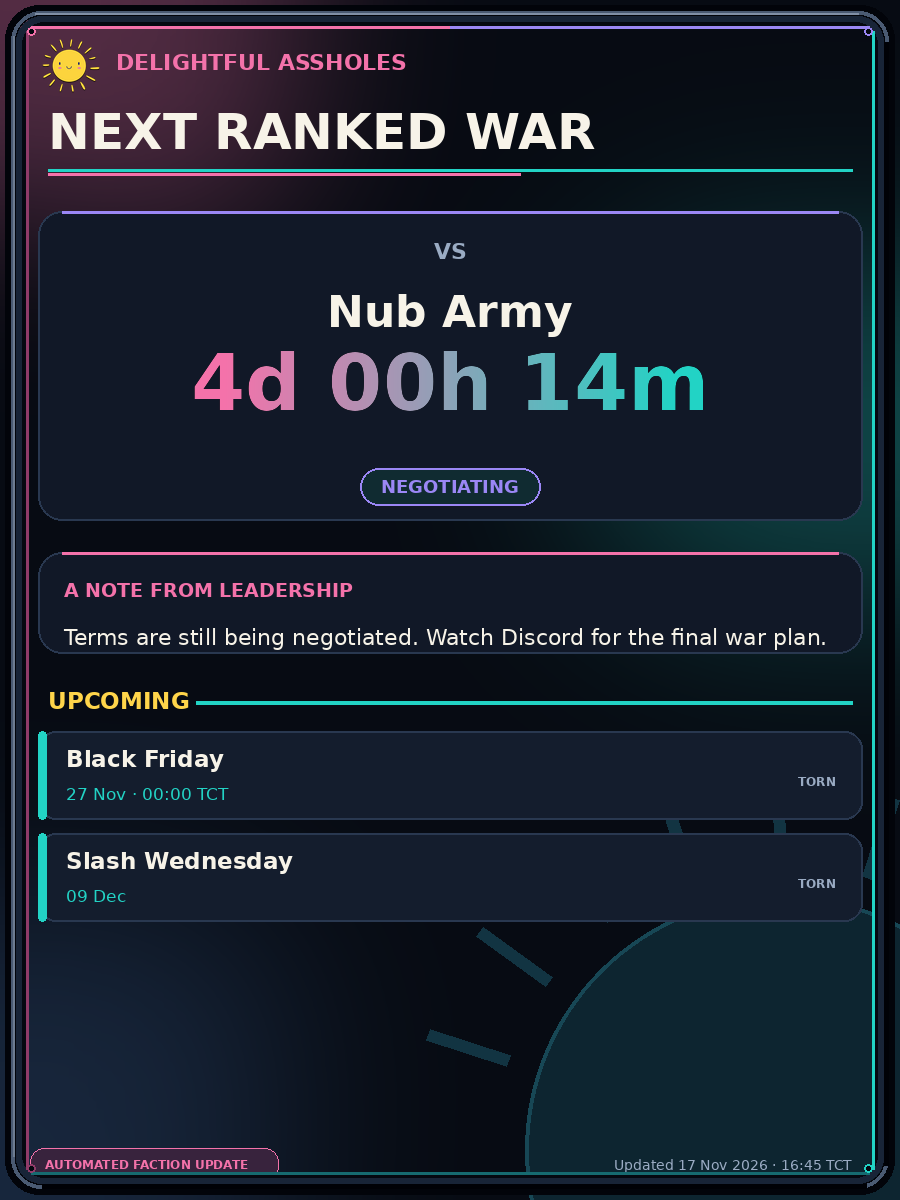 DELIGHTFUL ASSHOLES
NEXT RANKED WAR
VS
Nub Army
4d 00h 14m
NEGOTIATING
A NOTE FROM LEADERSHIP
Terms are still being negotiated. Watch Discord for the final war plan.
UPCOMING
Black Friday
27 Nov · 00:00 TCT
TORN
Slash Wednesday
09 Dec
TORN
AUTOMATED FACTION UPDATE
Updated 17 Nov 2026 · 16:45 TCT